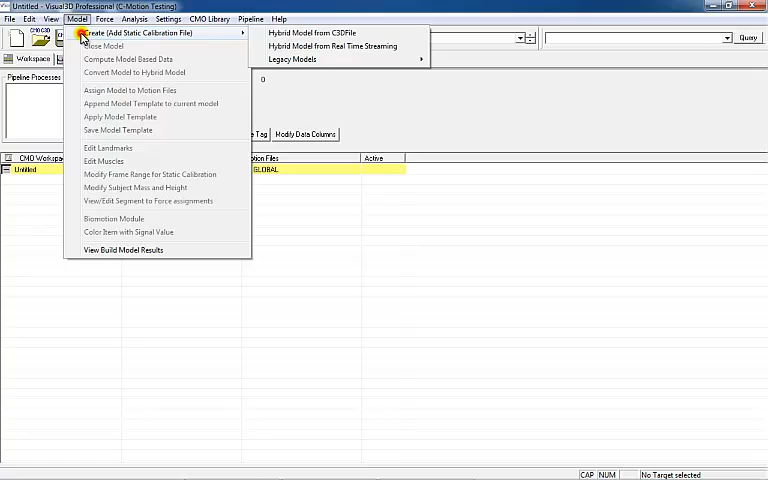 Untitled - Visual3D Professional (C-Motion Testing)
File Edit View Model Force Analysis Settings CMO Library Pipeline Help
Create (Add Static Calibration File)
Close Model
Compute Model Based Data
Convert Model to Hybrid Model
Assign Model to Motion Files
Append Model Template to current model
Apply Model Template
Save Model Template
Edit Landmarks
Edit Muscles
Modify Frame Range for Static Calibration
Modify Subject Mass and Height
View/Edit Segment to Force assignments
Biomotion Module
Color Item with Signal Value
View Build Model Results
Hybrid Model from C3DFile
Hybrid Model from Real Time Streaming
Legacy Models
Query
Workspace
Pipeline Processes
0
Tag
Modify Data Columns
CMO Workspa
Files
Active
Untitled
GLOBAL
CAP NUM No Target selected